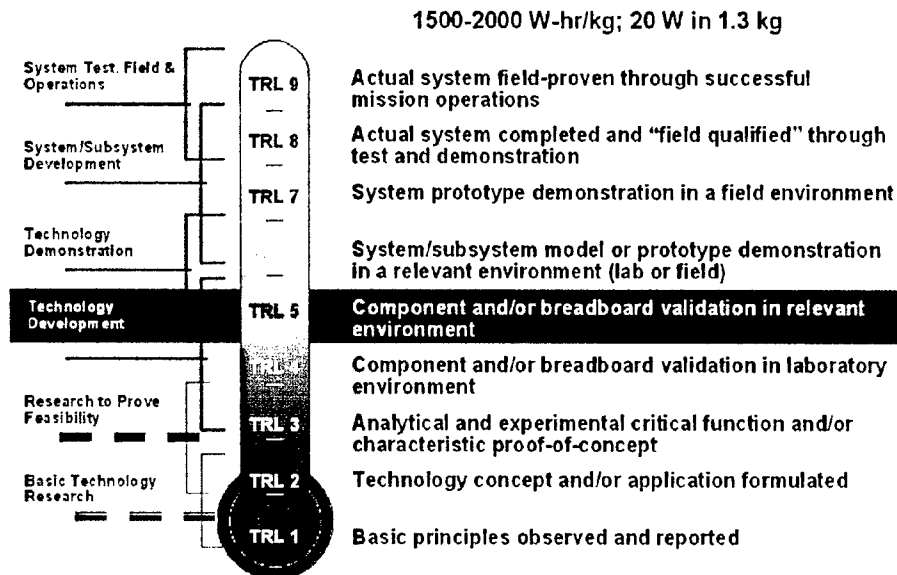 1500-2000 W-hr/kg; 20 W in 1.3 kg
System Test. Field &
Operations
TRL 9
Actual system field-proven through successful
mission operations
System/Subsystem
Development
TRL 8
Actual system completed and “field qualified” through
test and demonstration
TRL 7
System prototype demonstration in a field environment
Technology
Demonstration
System/subsystem model or prototype demonstration
in a relevant environment (lab or field)
Technology
Development
TRL 5
Component and/or breadboard validation in relevant
environment
TRL 4
Component and/or breadboard validation in laboratory
environment
Research to Prove
Feasibility
TRL 3
Analytical and experimental critical function and/or
characteristic proof-of-concept
Basic Technology
Research
TRL 2
Technology concept and/or application formulated
TRL 1
Basic principles observed and reported